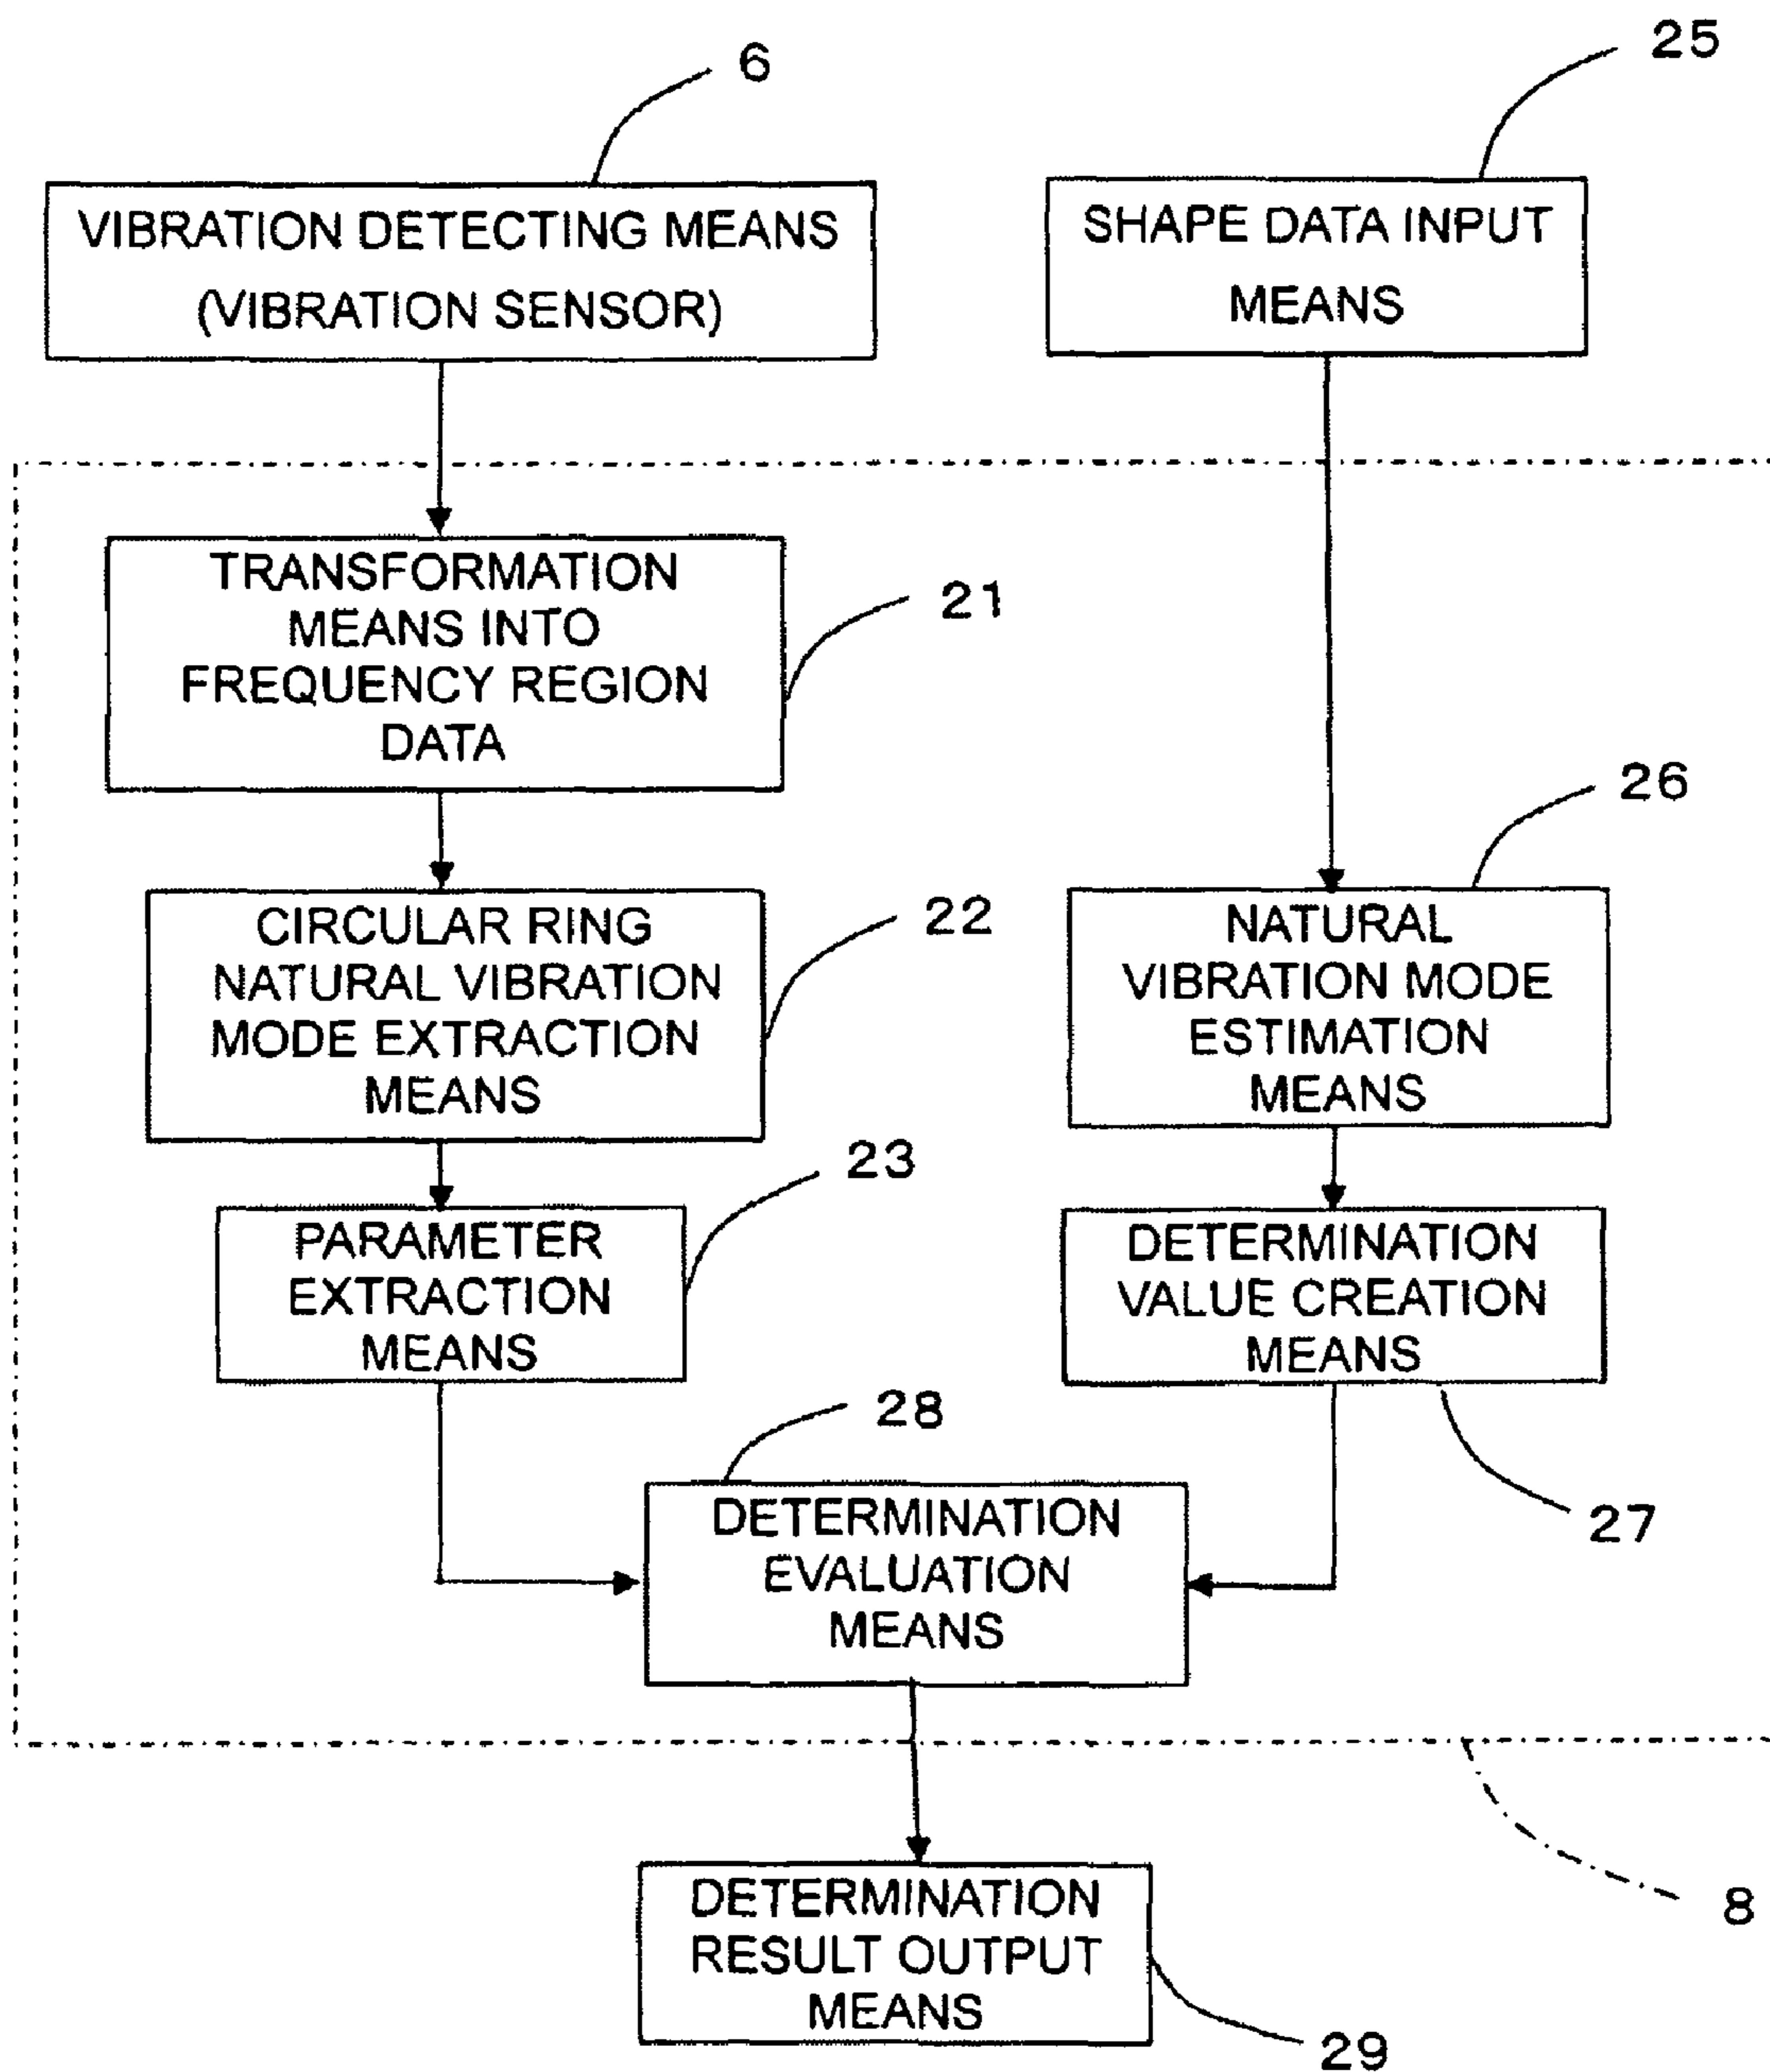 6
25
VIBRATION DETECTING MEANS
(VIBRATION SENSOR)
SHAPE DATA INPUT
MEANS
TRANSFORMATION
MEANS INTO
FREQUENCY REGION
DATA
21
26
CIRCULAR RING
NATURAL VIBRATION
MODE EXTRACTION
MEANS
22
NATURAL
VIBRATION MODE
ESTIMATION
MEANS
23
PARAMETER
EXTRACTION
MEANS
DETERMINATION
VALUE CREATION
MEANS
28
27
DETERMINATION
EVALUATION
MEANS
8
DETERMINATION
RESULT OUTPUT
MEANS
29